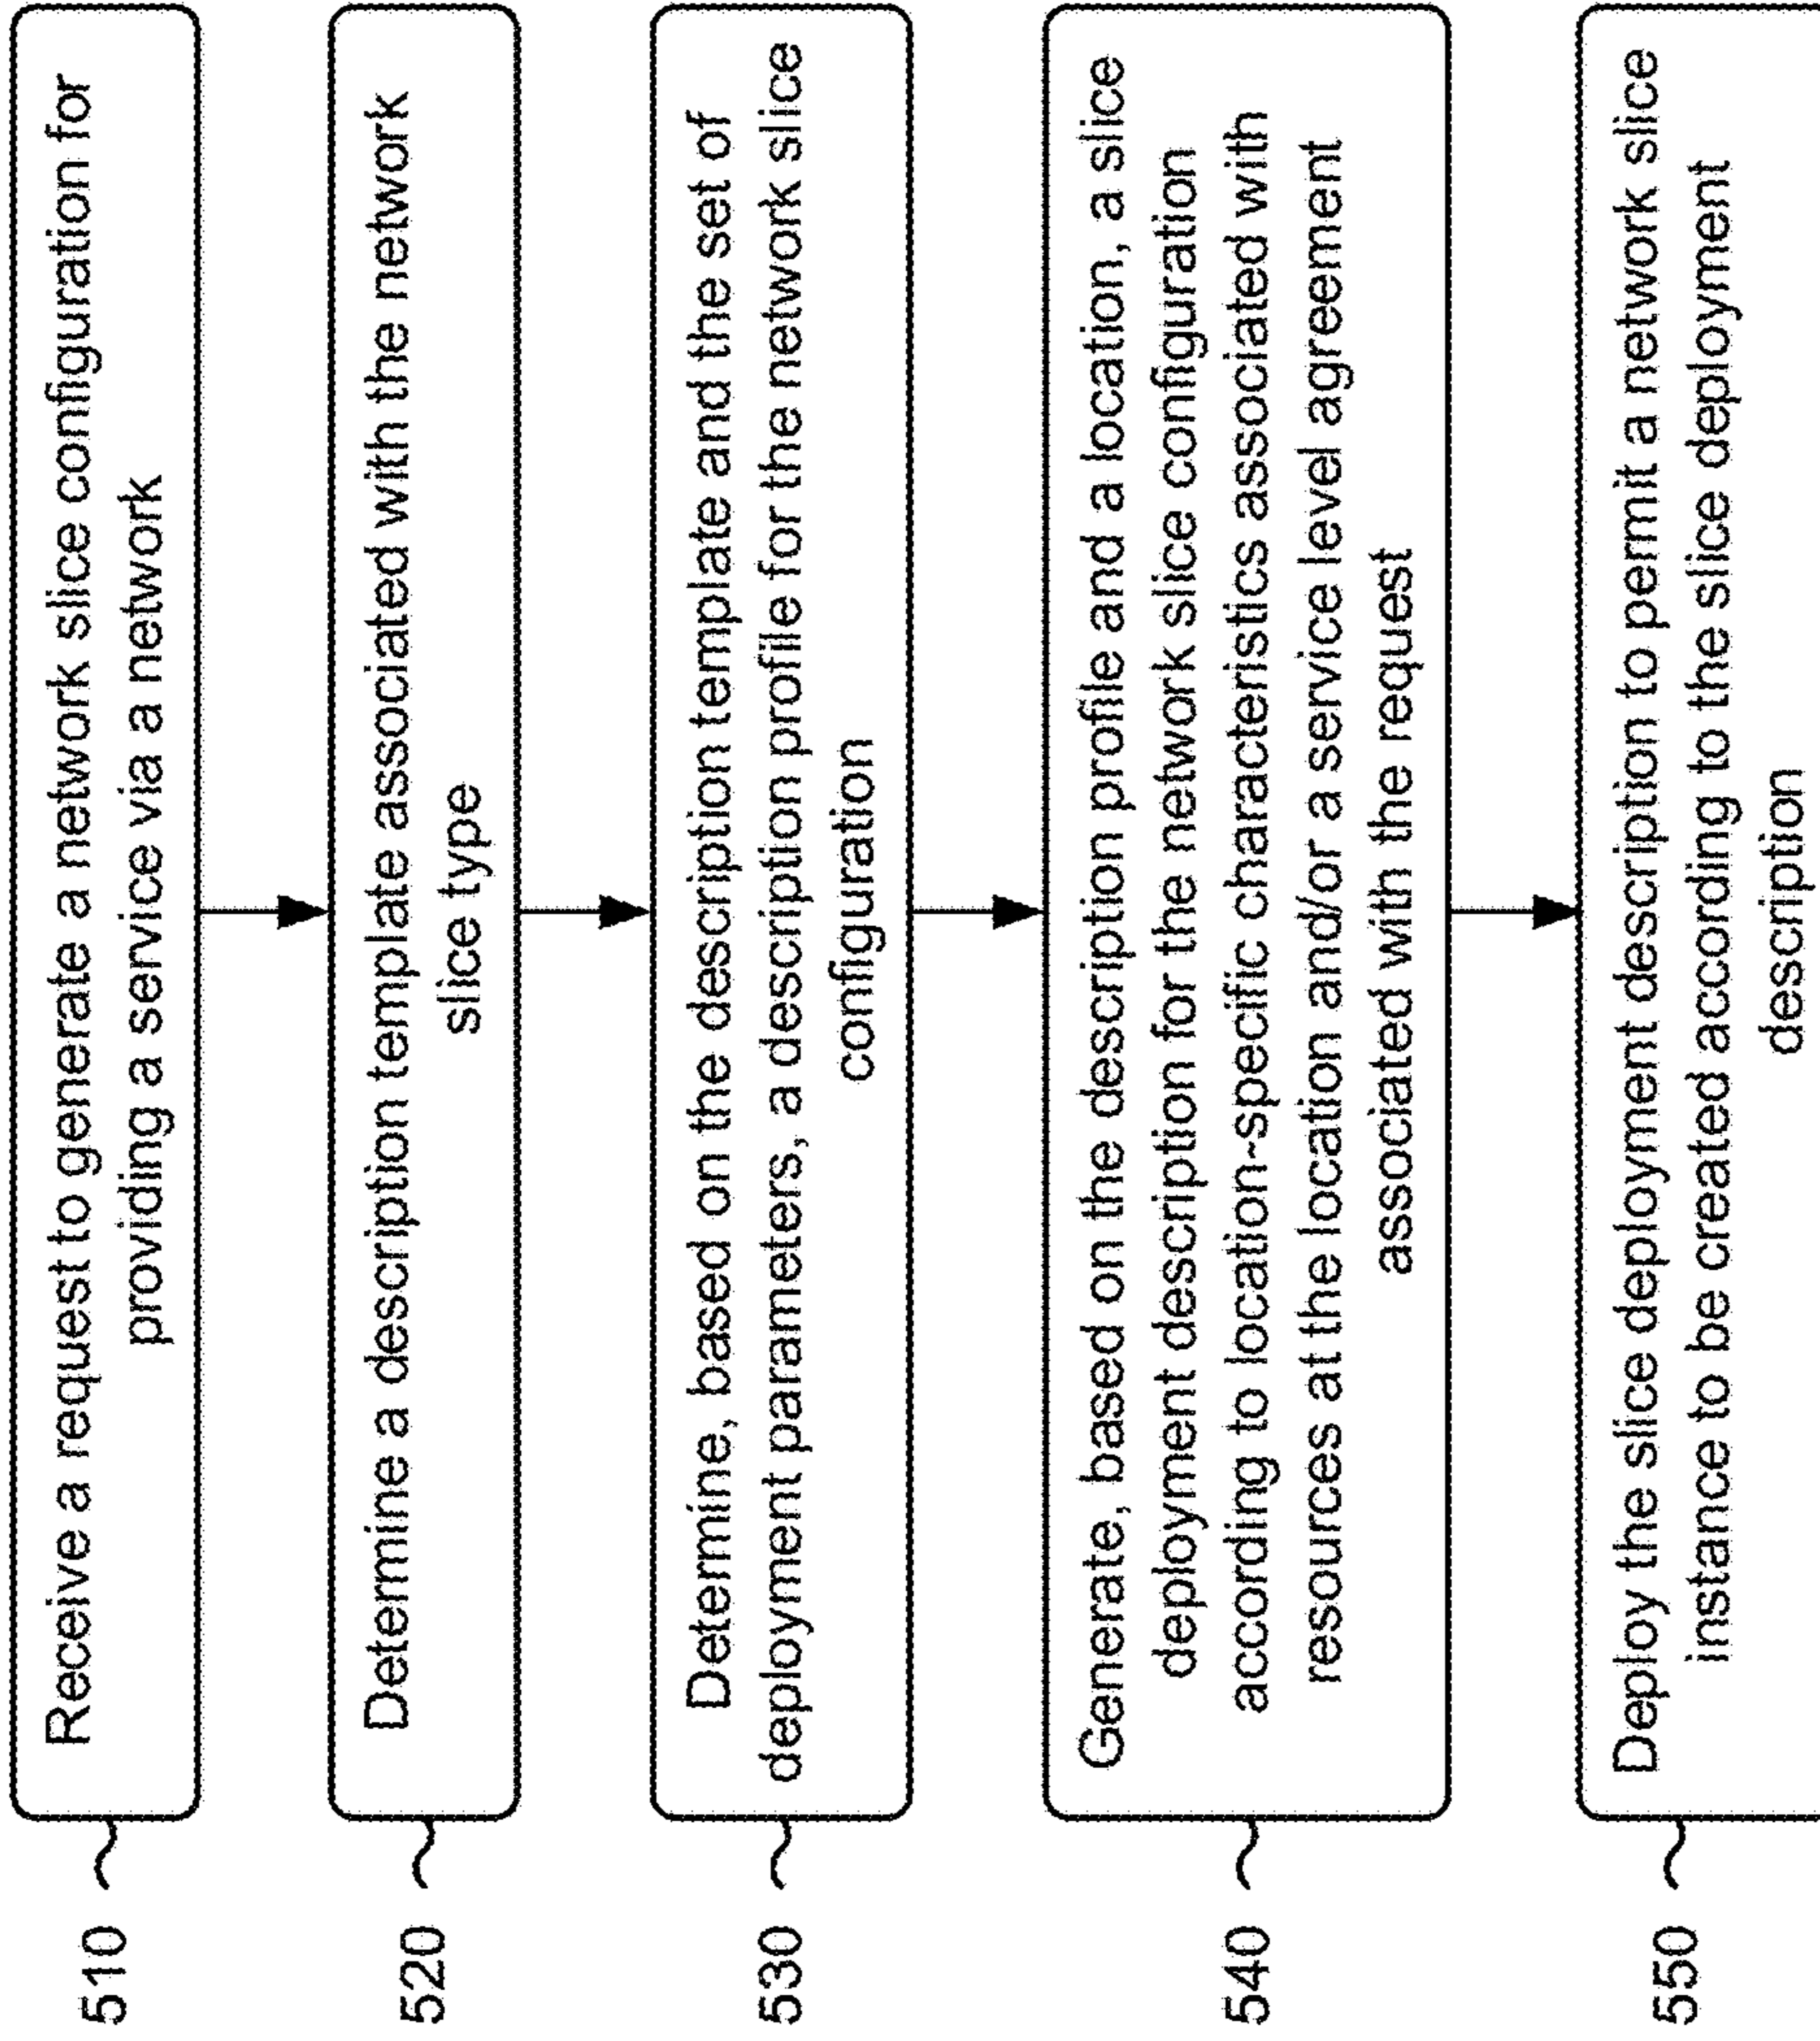 510
Receive a request to generate a network slice configuration for
providing a service via a network
520
Determine a description template associated with the network
slice type
530
Determine, based on the description template and the set of
deployment parameters, a description profile for the network slice
configuration
540
Generate, based on the description profile and a location, a slice
deployment description for the network slice configuration
according to location-specific characteristics associated with
resources at the location and/or a service level agreement
associated with the request
550
Deploy the slice deployment description to permit a network slice
instance to be created according to the slice deployment
description